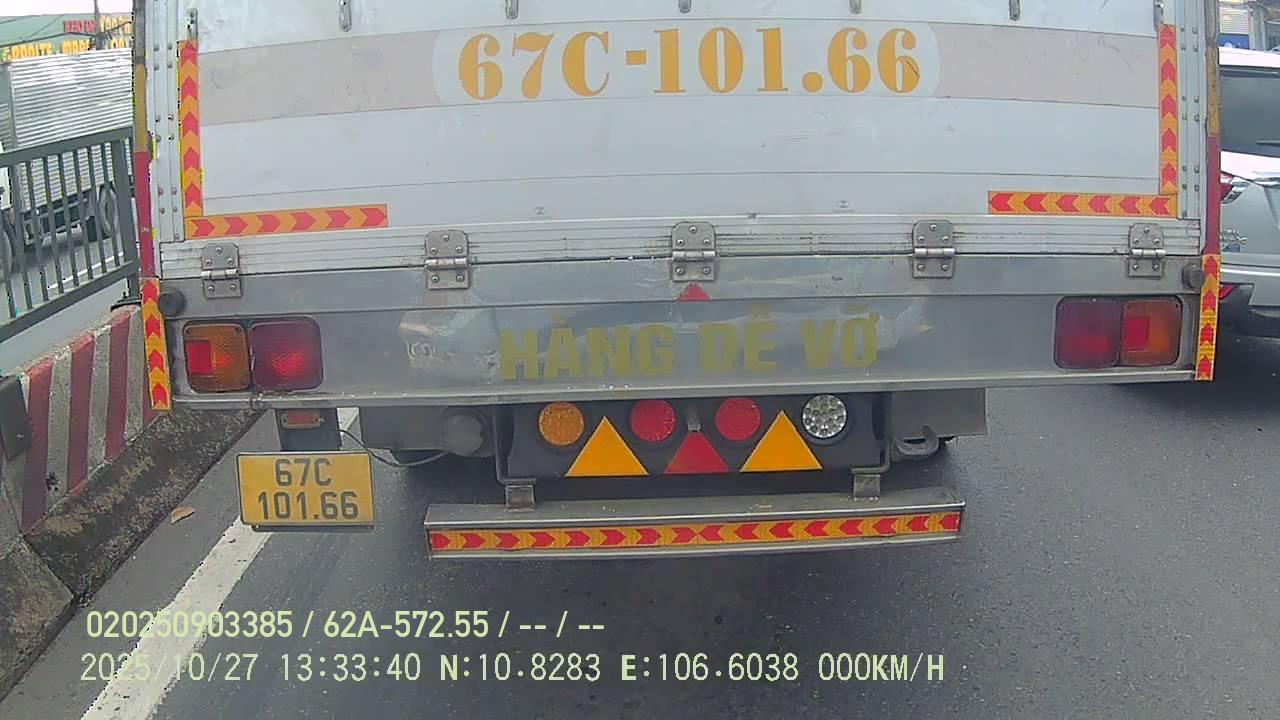 67C-101.66
HÀNG DỄ VỠ
67C
101.66
020250903385 / 62A-572.55 / -- / --
2025/10/27 13:33:40 N:10.8283 E:106.6038 000KM/H